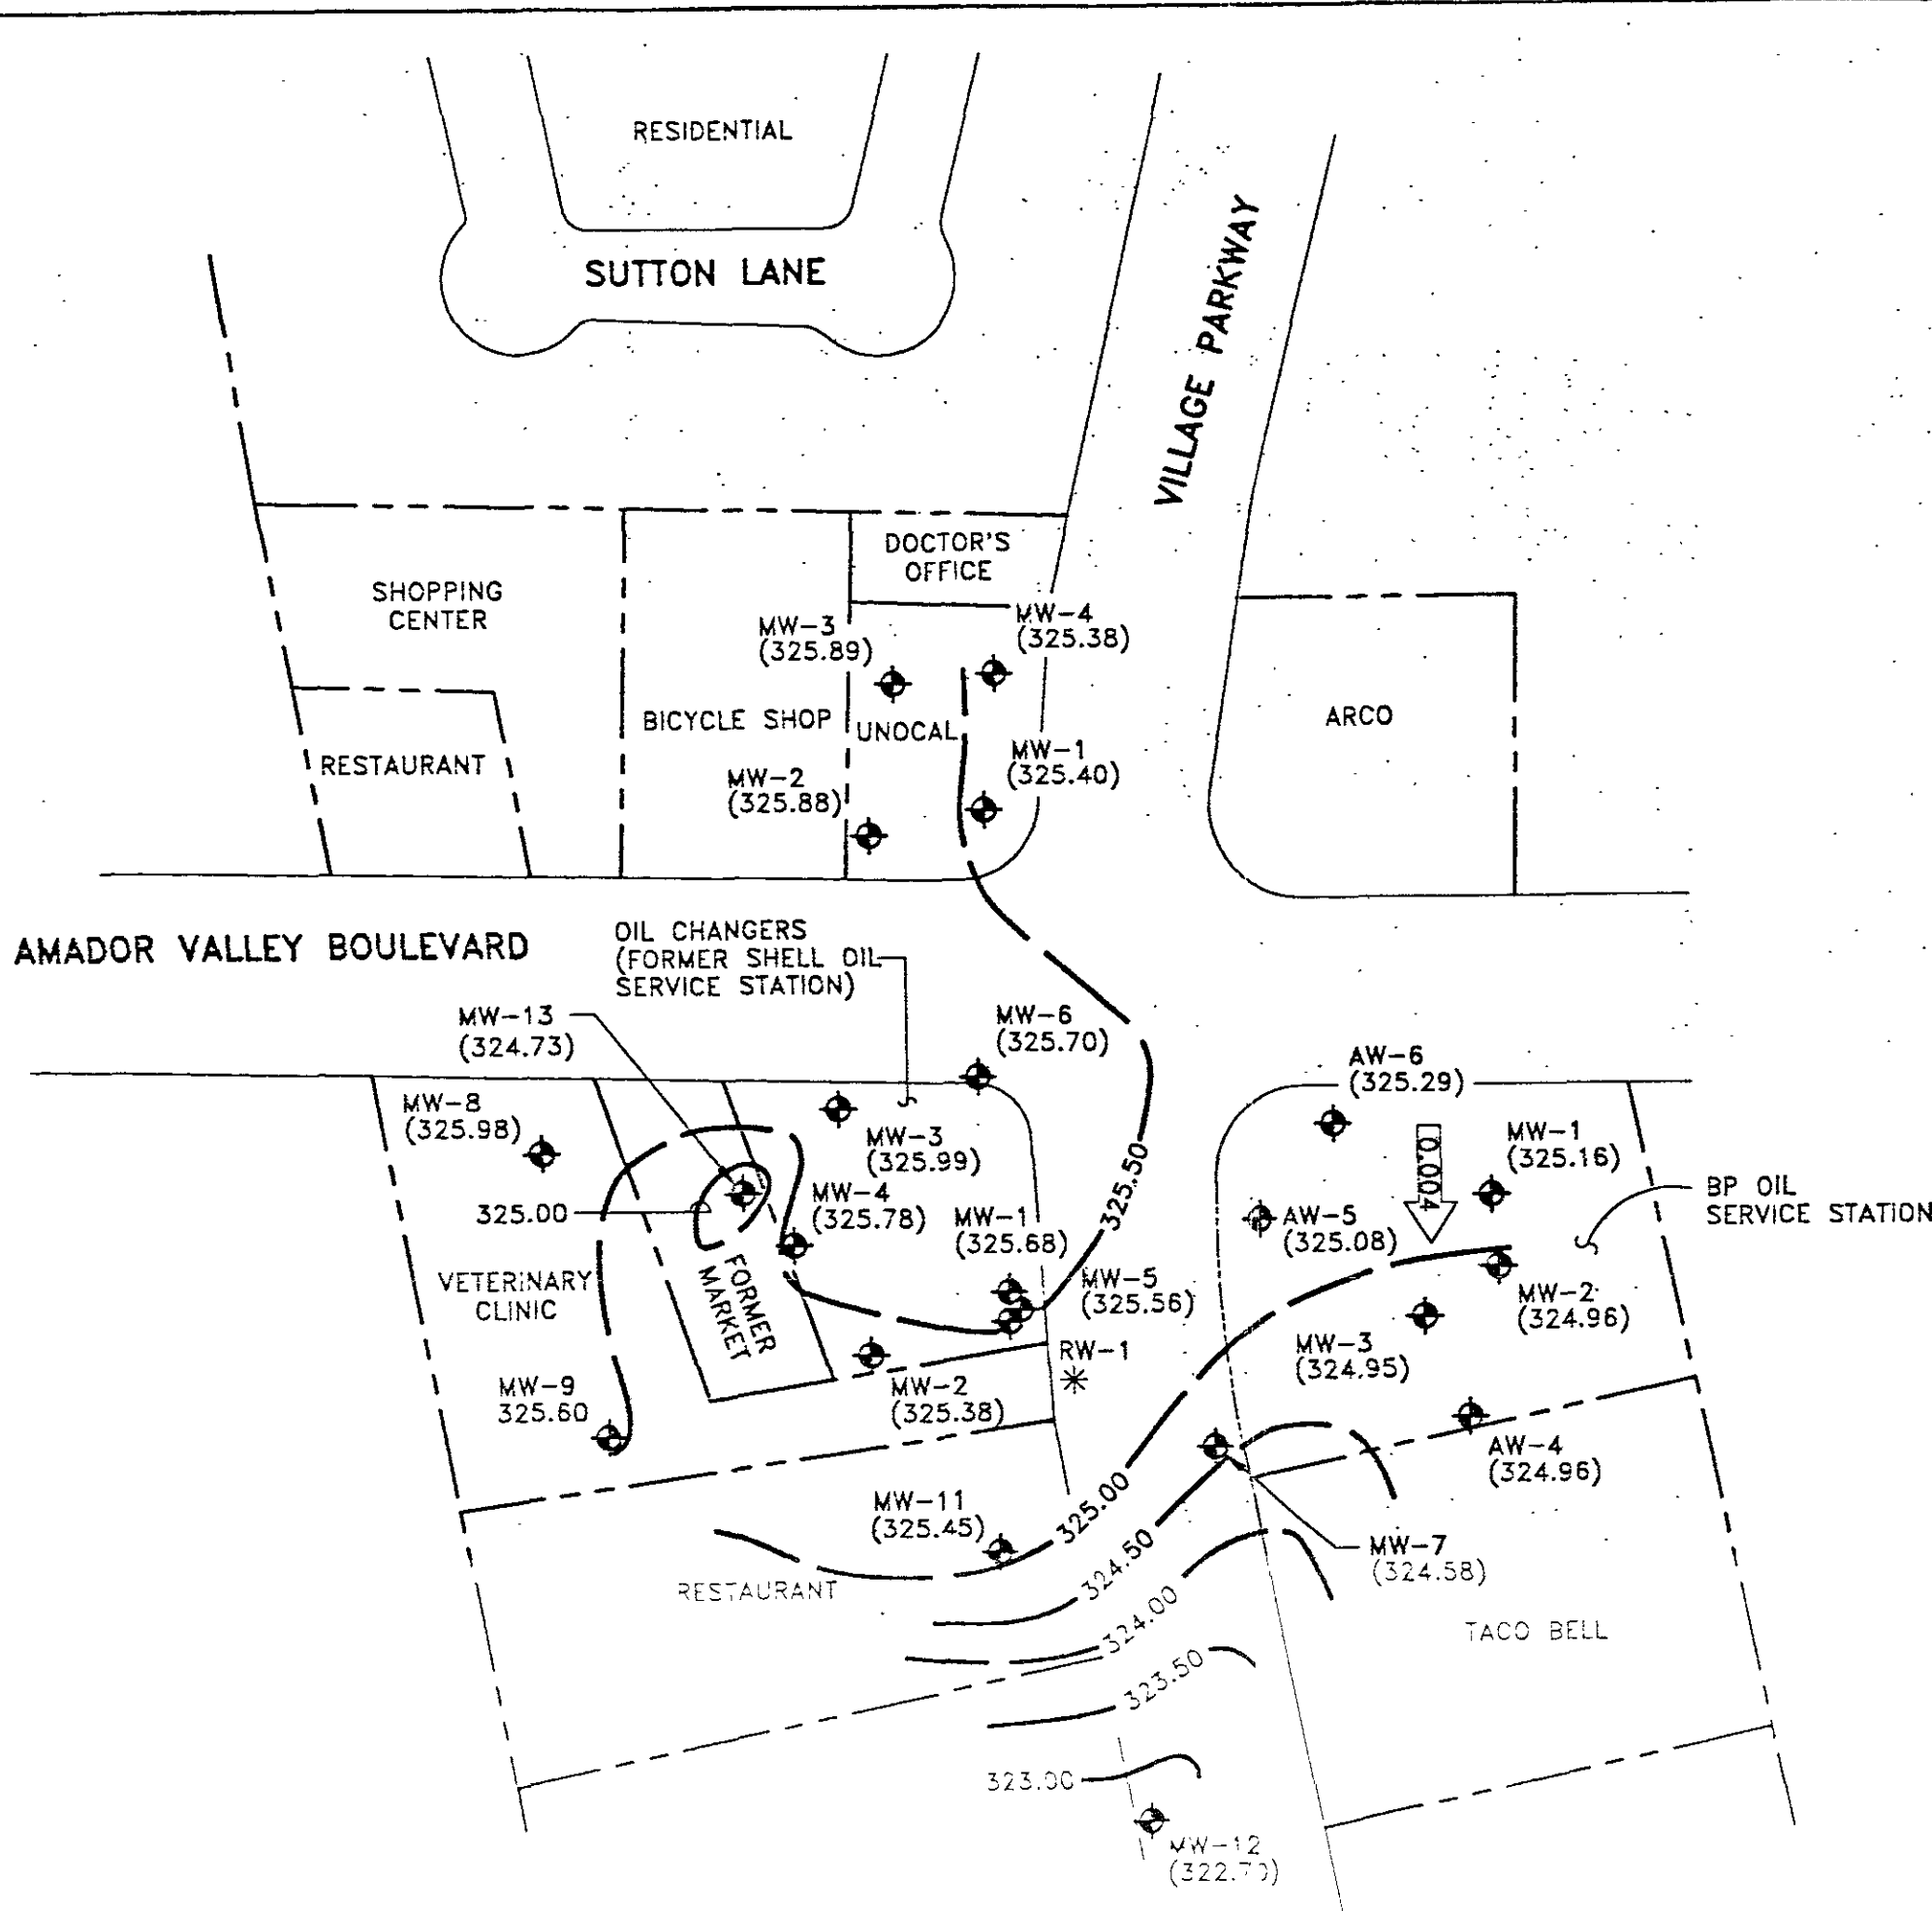 RESIDENTIAL
SUTTON LANE
VILLAGE PARKWAY
DOCTOR'S
OFFICE
SHOPPING
CENTER
MW-3
(325.89)
MW-4
(325.38)
BICYCLE SHOP
UNOCAL
ARCO
RESTAURANT
MW-1
(325.40)
MW-2
(325.88)
AMADOR VALLEY BOULEVARD
OIL CHANGERS
(FORMER SHELL OIL
SERVICE STATION)
MW-13
(324.73)
MW-6
(325.70)
AW-6
(325.29)
MW-8
(325.98)
MW-3
(325.99)
MW-1
(325.16)
0.004
325.50
BP OIL
SERVICE STATION
325.00
MW-4
(325.78)
MW-1
(325.68)
AW-5
(325.08)
VETERINARY
CLINIC
FORMER
MARKET
MW-5
(325.56)
MW-2
(324.96)
MW-3
(324.95)
RW-1
MW-9
325.60
MW-2
(325.38)
AW-4
(324.96)
MW-11
(325.45)
325.00
324.50
MW-7
(324.58)
RESTAURANT
324.00
TACO BELL
323.50
323.00
MW-12
(322.70)